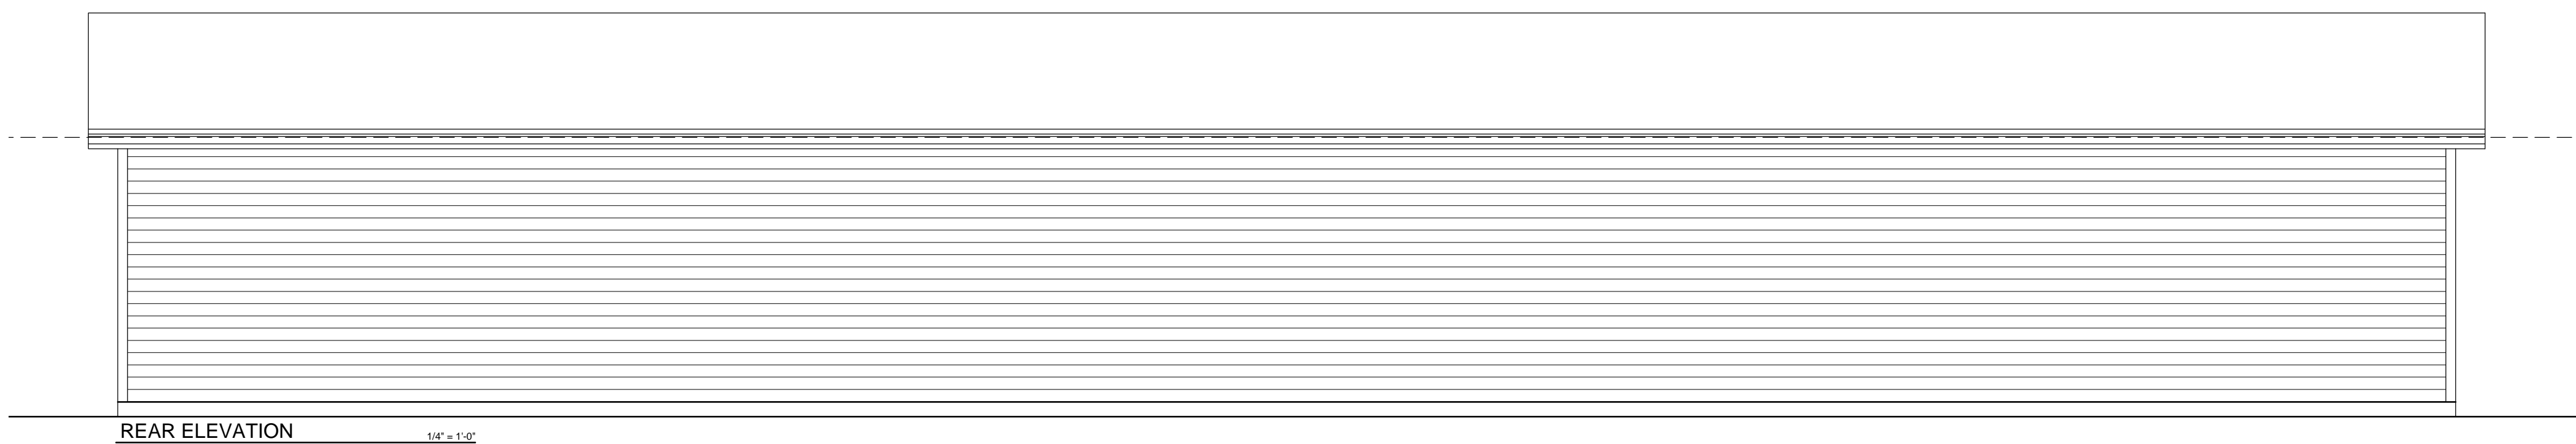 REAR ELEVATION 1/4" = 1'-0"